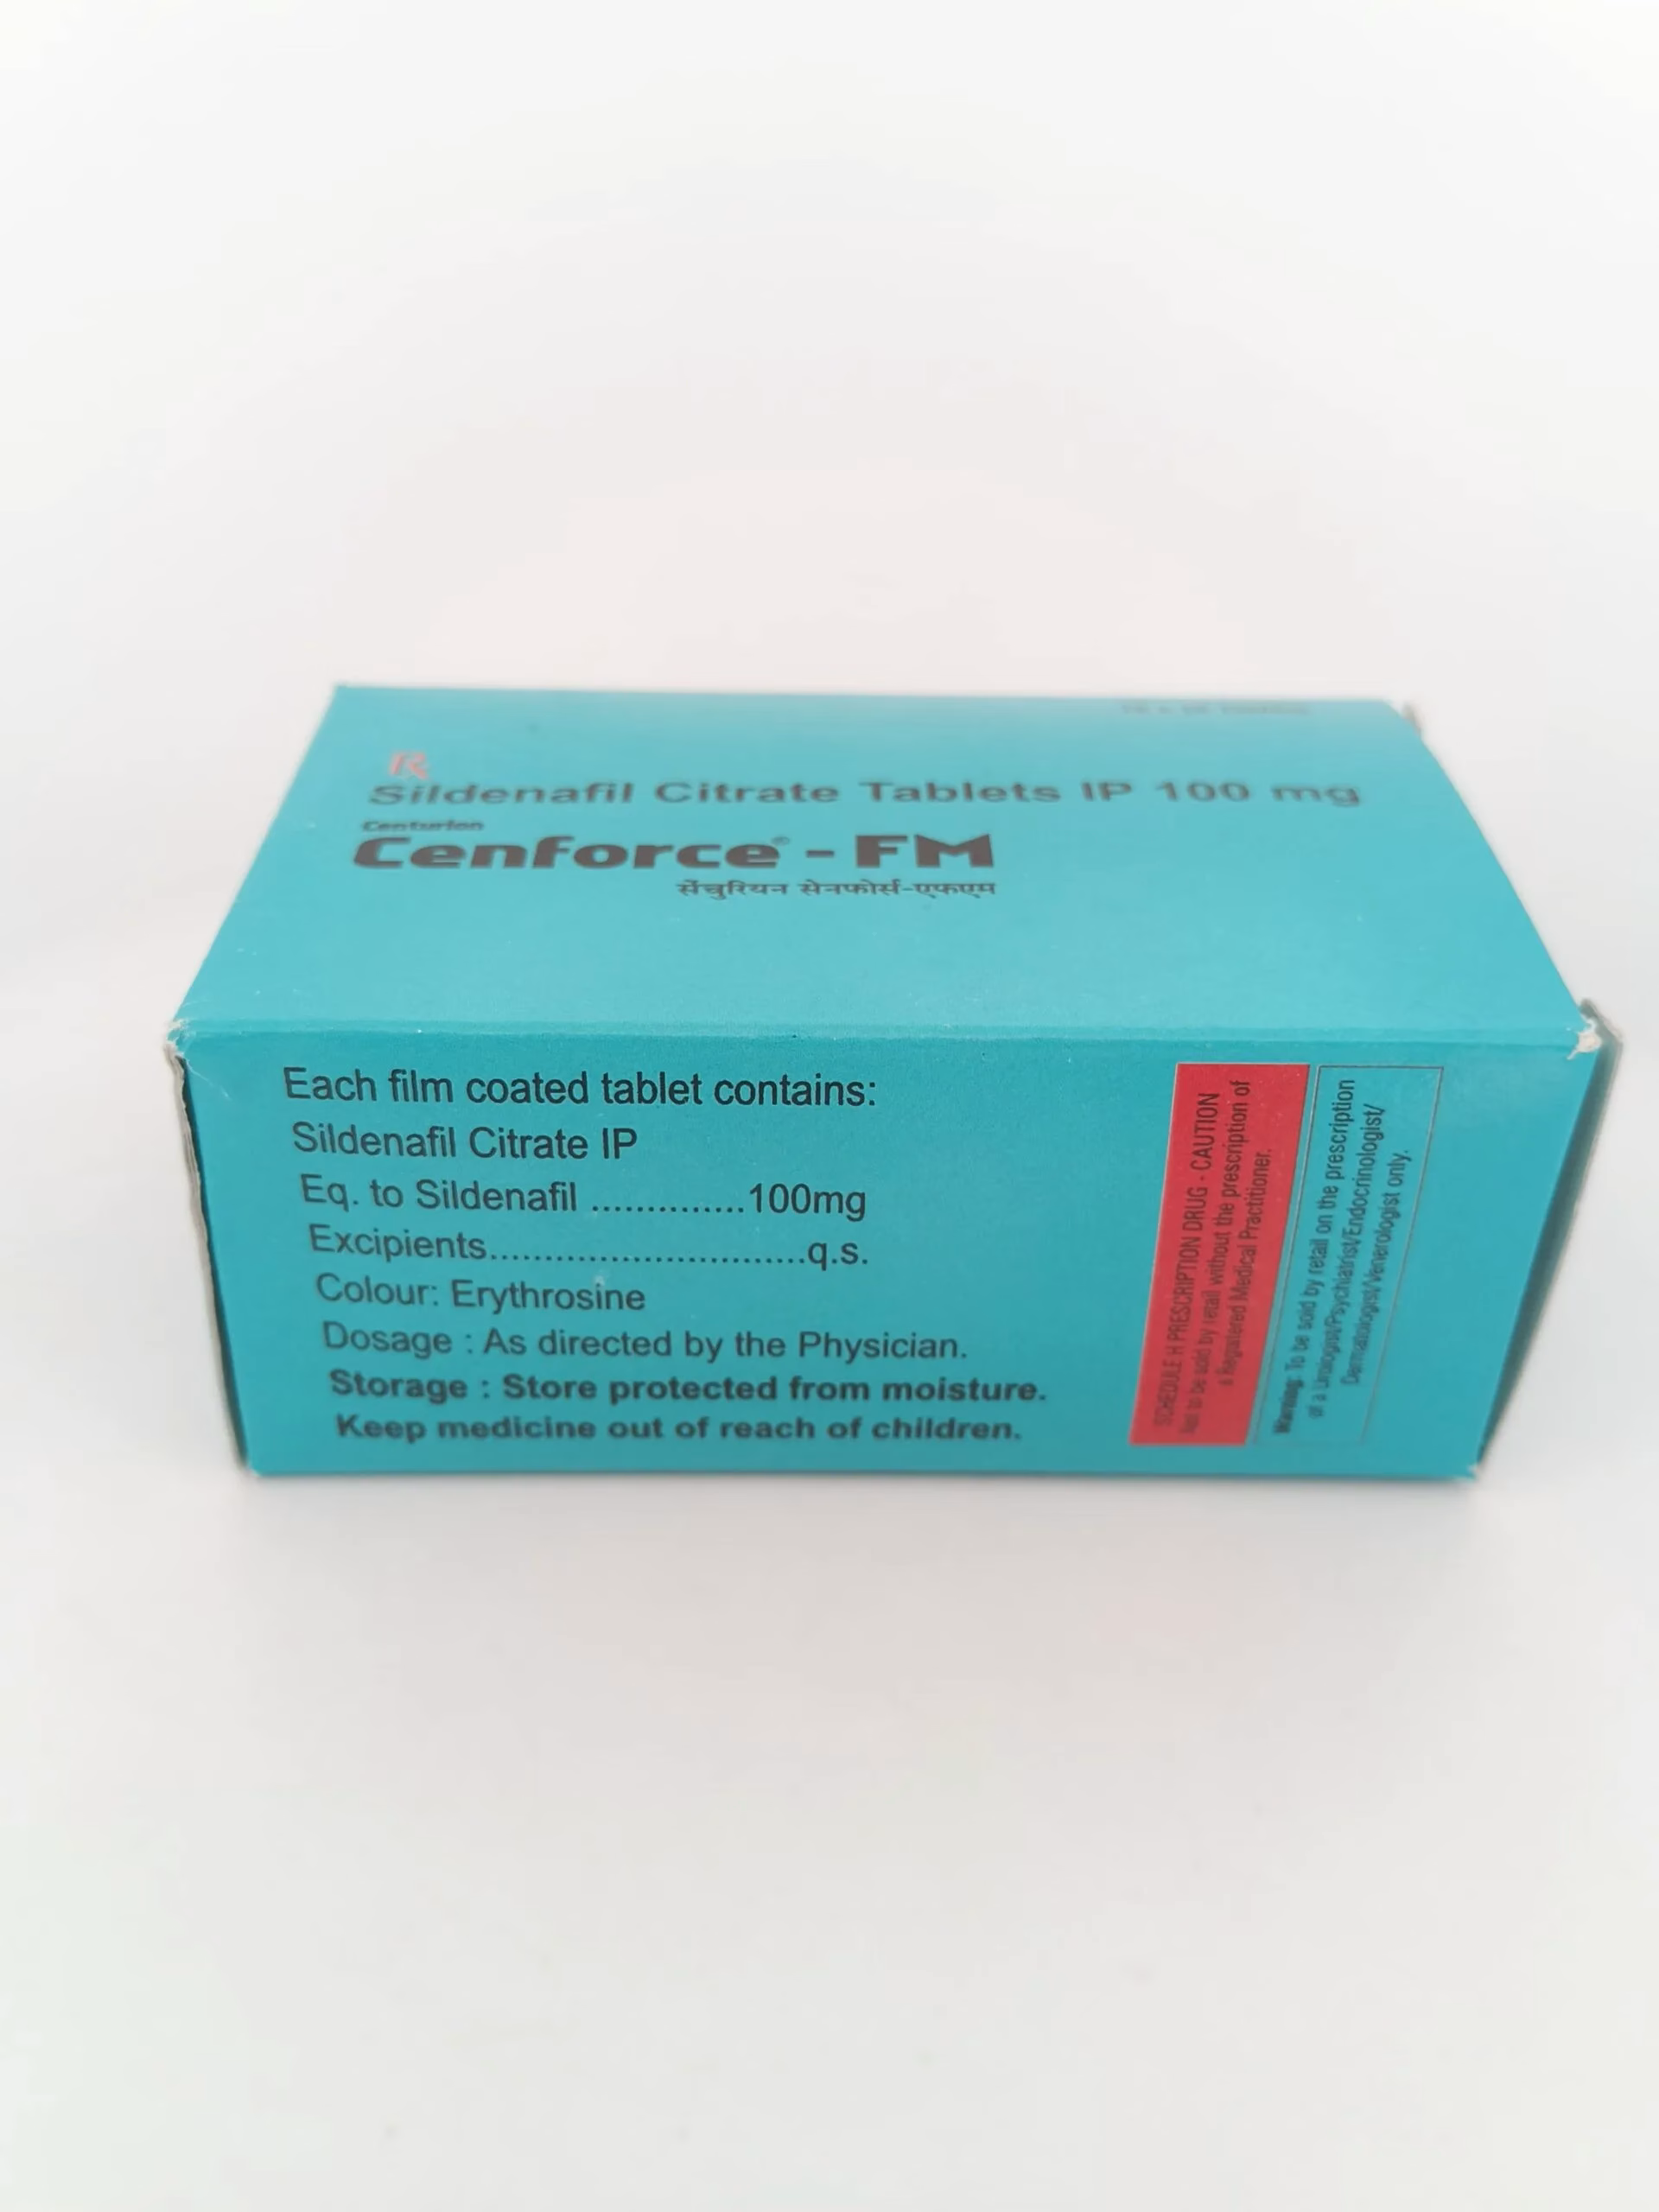 Rx
Sildenafil Citrate Tablets IP 100 mg
Centurion
Cenforce® - FM
सेंचुरियन सेनफोर्स-एफएम
Each film coated tablet contains:
Sildenafil Citrate IP
Eq. to Sildenafil ..............100mg
Excipients.............................q.s.
Colour: Erythrosine
Dosage : As directed by the Physician.
Storage : Store protected from moisture.
Keep medicine out of reach of children.
SCHEDULE H PRESCRIPTION DRUG - CAUTION
Not to be sold by retail without the prescription of
a Registered Medical Practitioner.
Warning: To be sold by retail on the prescription
of a Urologist/Psychiatrist/Endocrinologist/
Dermatologist/Venerologist only.